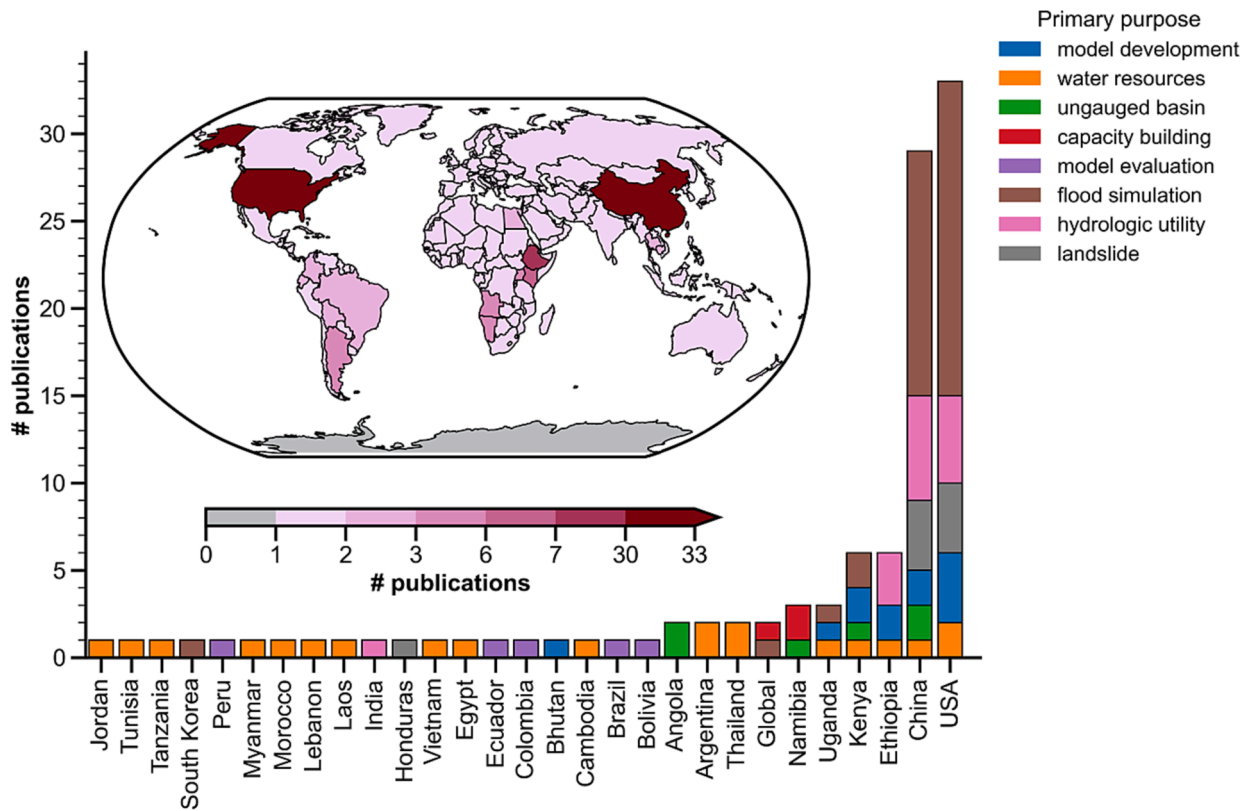 Primary purpose
model development
water resources
ungauged basin
capacity building
model evaluation
flood simulation
hydrologic utility
landslide
# publications
30
25
20
15
10
5
0
0 1 2 3 6 7 30 33
# publications
Jordan
Tunisia
Tanzania
South Korea
Peru
Myanmar
Morocco
Lebanon
Laos
India
Honduras
Vietnam
Egypt
Ecuador
Colombia
Bhutan
Cambodia
Brazil
Bolivia
Angola
Argentina
Thailand
Global
Namibia
Uganda
Kenya
Ethiopia
China
USA